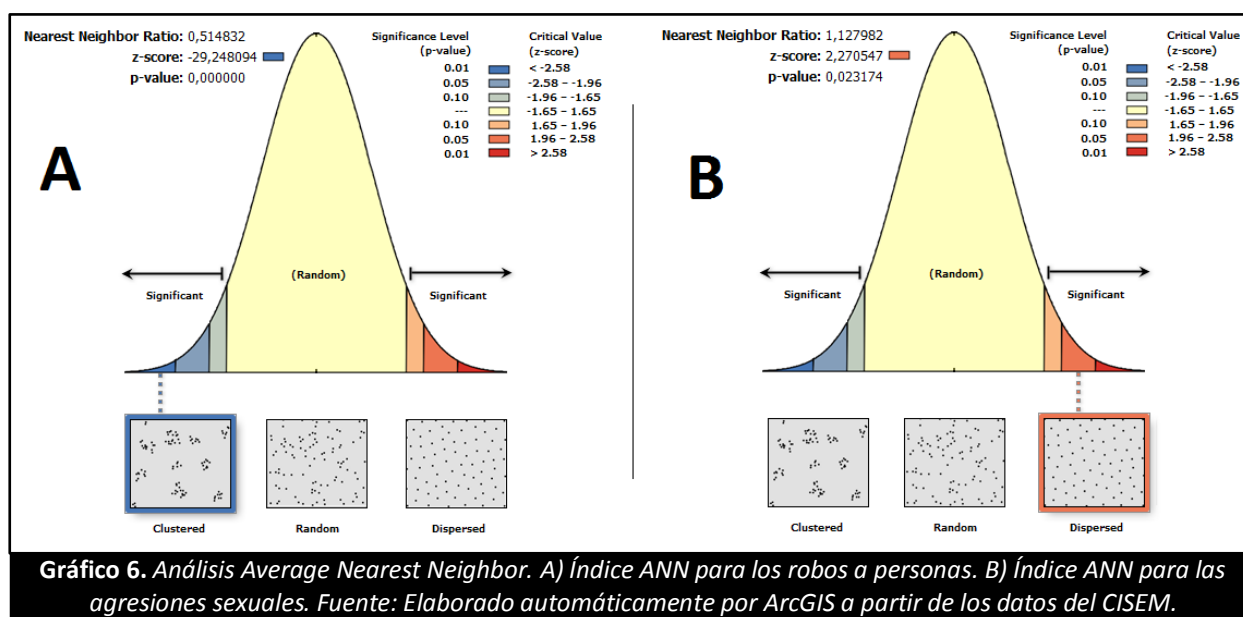 Nearest Neighbor Ratio: 0,514832
z-score: -29,248094
p-value: 0,000000
Significance Level
(p-value)
Critical Value
(z-score)
0.01 < -2.58
0.05 -2.58 – -1.96
0.10 -1.96 – -1.65
--- -1.65 – 1.65
0.10 1.65 – 1.96
0.05 1.96 – 2.58
0.01 > 2.58
A
(Random)
Significant
Significant
Clustered
Random
Dispersed
Nearest Neighbor Ratio: 1,127982
z-score: 2,270547
p-value: 0,023174
Significance Level
(p-value)
Critical Value
(z-score)
0.01 < -2.58
0.05 -2.58 – -1.96
0.10 -1.96 – -1.65
--- -1.65 – 1.65
0.10 1.65 – 1.96
0.05 1.96 – 2.58
0.01 > 2.58
B
(Random)
Significant
Significant
Clustered
Random
Dispersed
Gráfico 6. Análisis Average Nearest Neighbor. A) Índice ANN para los robos a personas. B) Índice ANN para las
agresiones sexuales. Fuente: Elaborado automáticamente por ArcGIS a partir de los datos del CISEM.